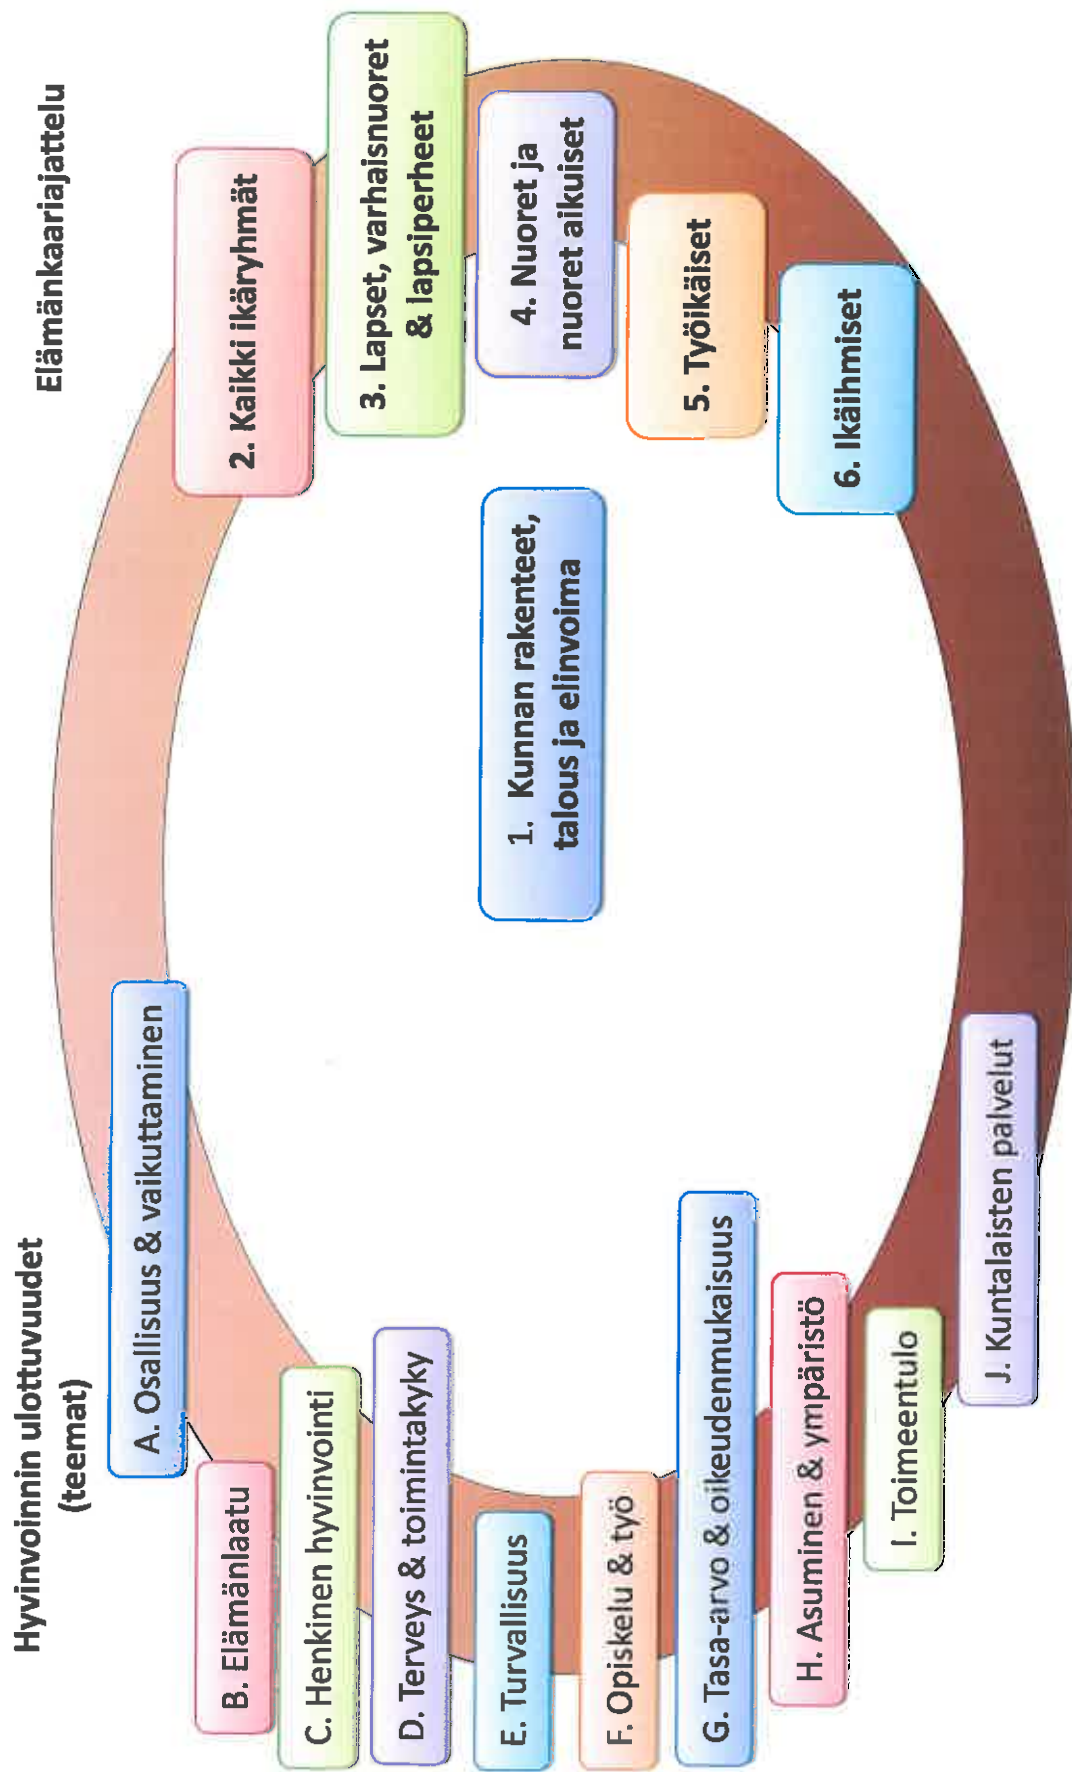 Hyvinvoinnin ulottuvuudet
(teemat)
A. Osallisuus & vaikuttaminen
B. Elämänlaatu
C. Henkinen hyvinvointi
D. Terveys & toimintakyky
E. Turvallisuus
F. Opiskelu & työ
G. Tasa-arvo & oikeudenmukaisuus
H. Asuminen & ympäristö
I. Toimeentulo
J. Kuntalaisten palvelut
1. Kunnan rakenteet,
talous ja elinvoima
Elämänkaariajattelu
2. Kaikki ikäryhmät
3. Lapset, varhaisnuoret
& lapsiperheet
4. Nuoret ja
nuoret aikuiset
5. Työikäiset
6. Ikäihmiset